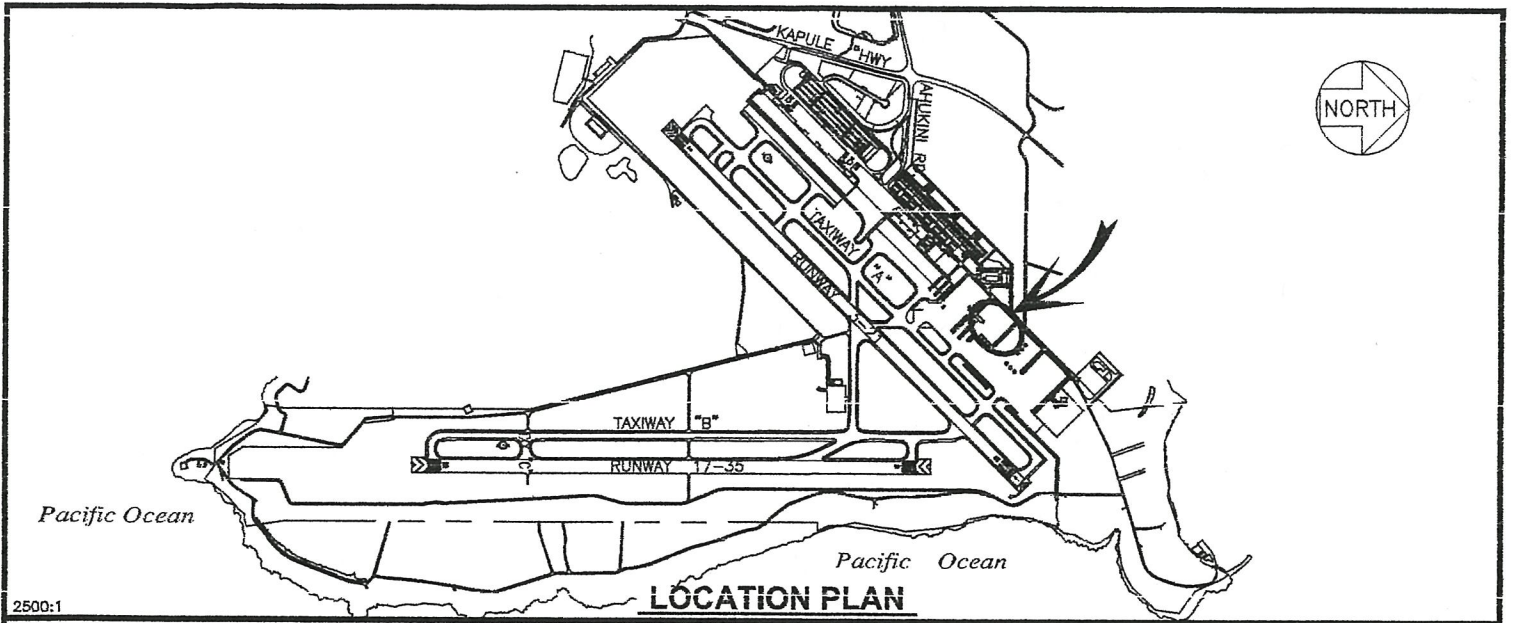 KAPULE HWY
AHUKINI RD
NORTH
TAXIWAY "A"
RUNWAY
TAXIWAY "B"
"C"
RUNWAY 17-35
Pacific Ocean
Pacific Ocean
LOCATION PLAN
2500:1